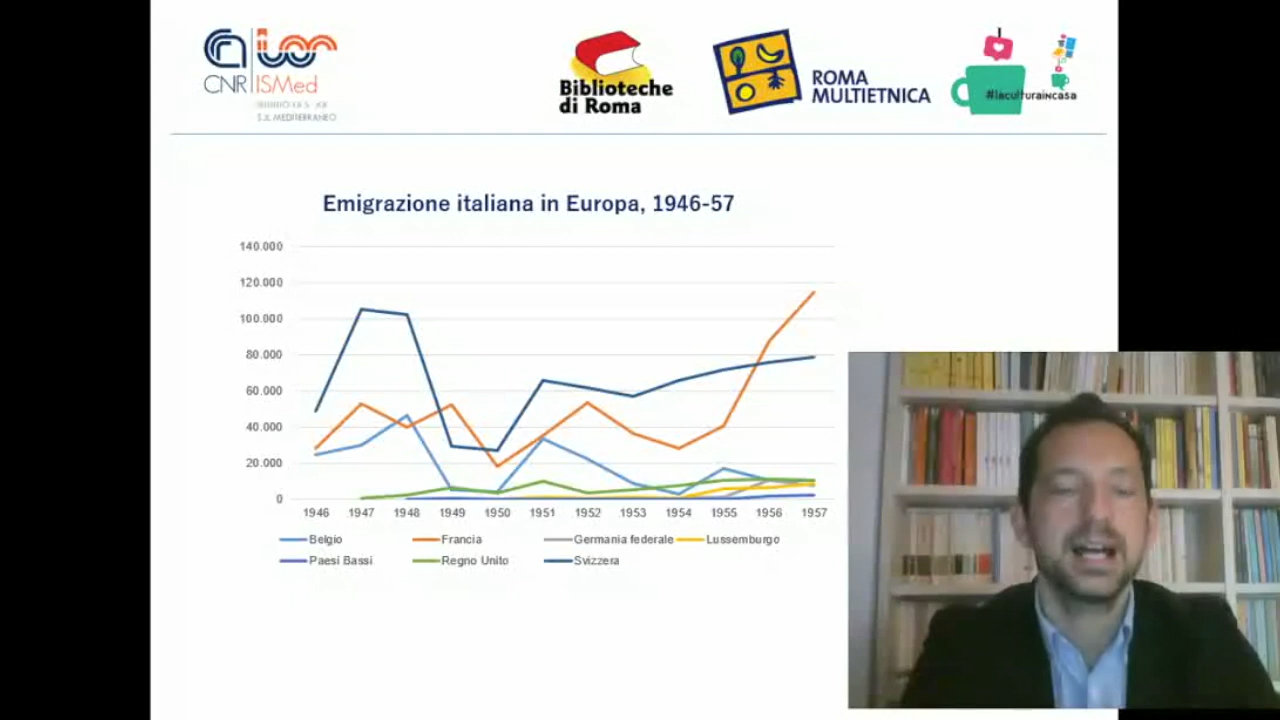 CNR ISMed
S.IL MEDITERRANEO
Biblioteche
di Roma
ROMA
MULTIETNICA
#laculturaincasa
Emigrazione italiana in Europa, 1946-57
140.000
120.000
100.000
80.000
60.000
40.000
20.000
0
1946 1947 1948 1949 1950 1951 1952 1953 1954 1955 1956 1957
Belgio Francia Germania federale Lussemburgo
Paesi Bassi Regno Unito Svizzera